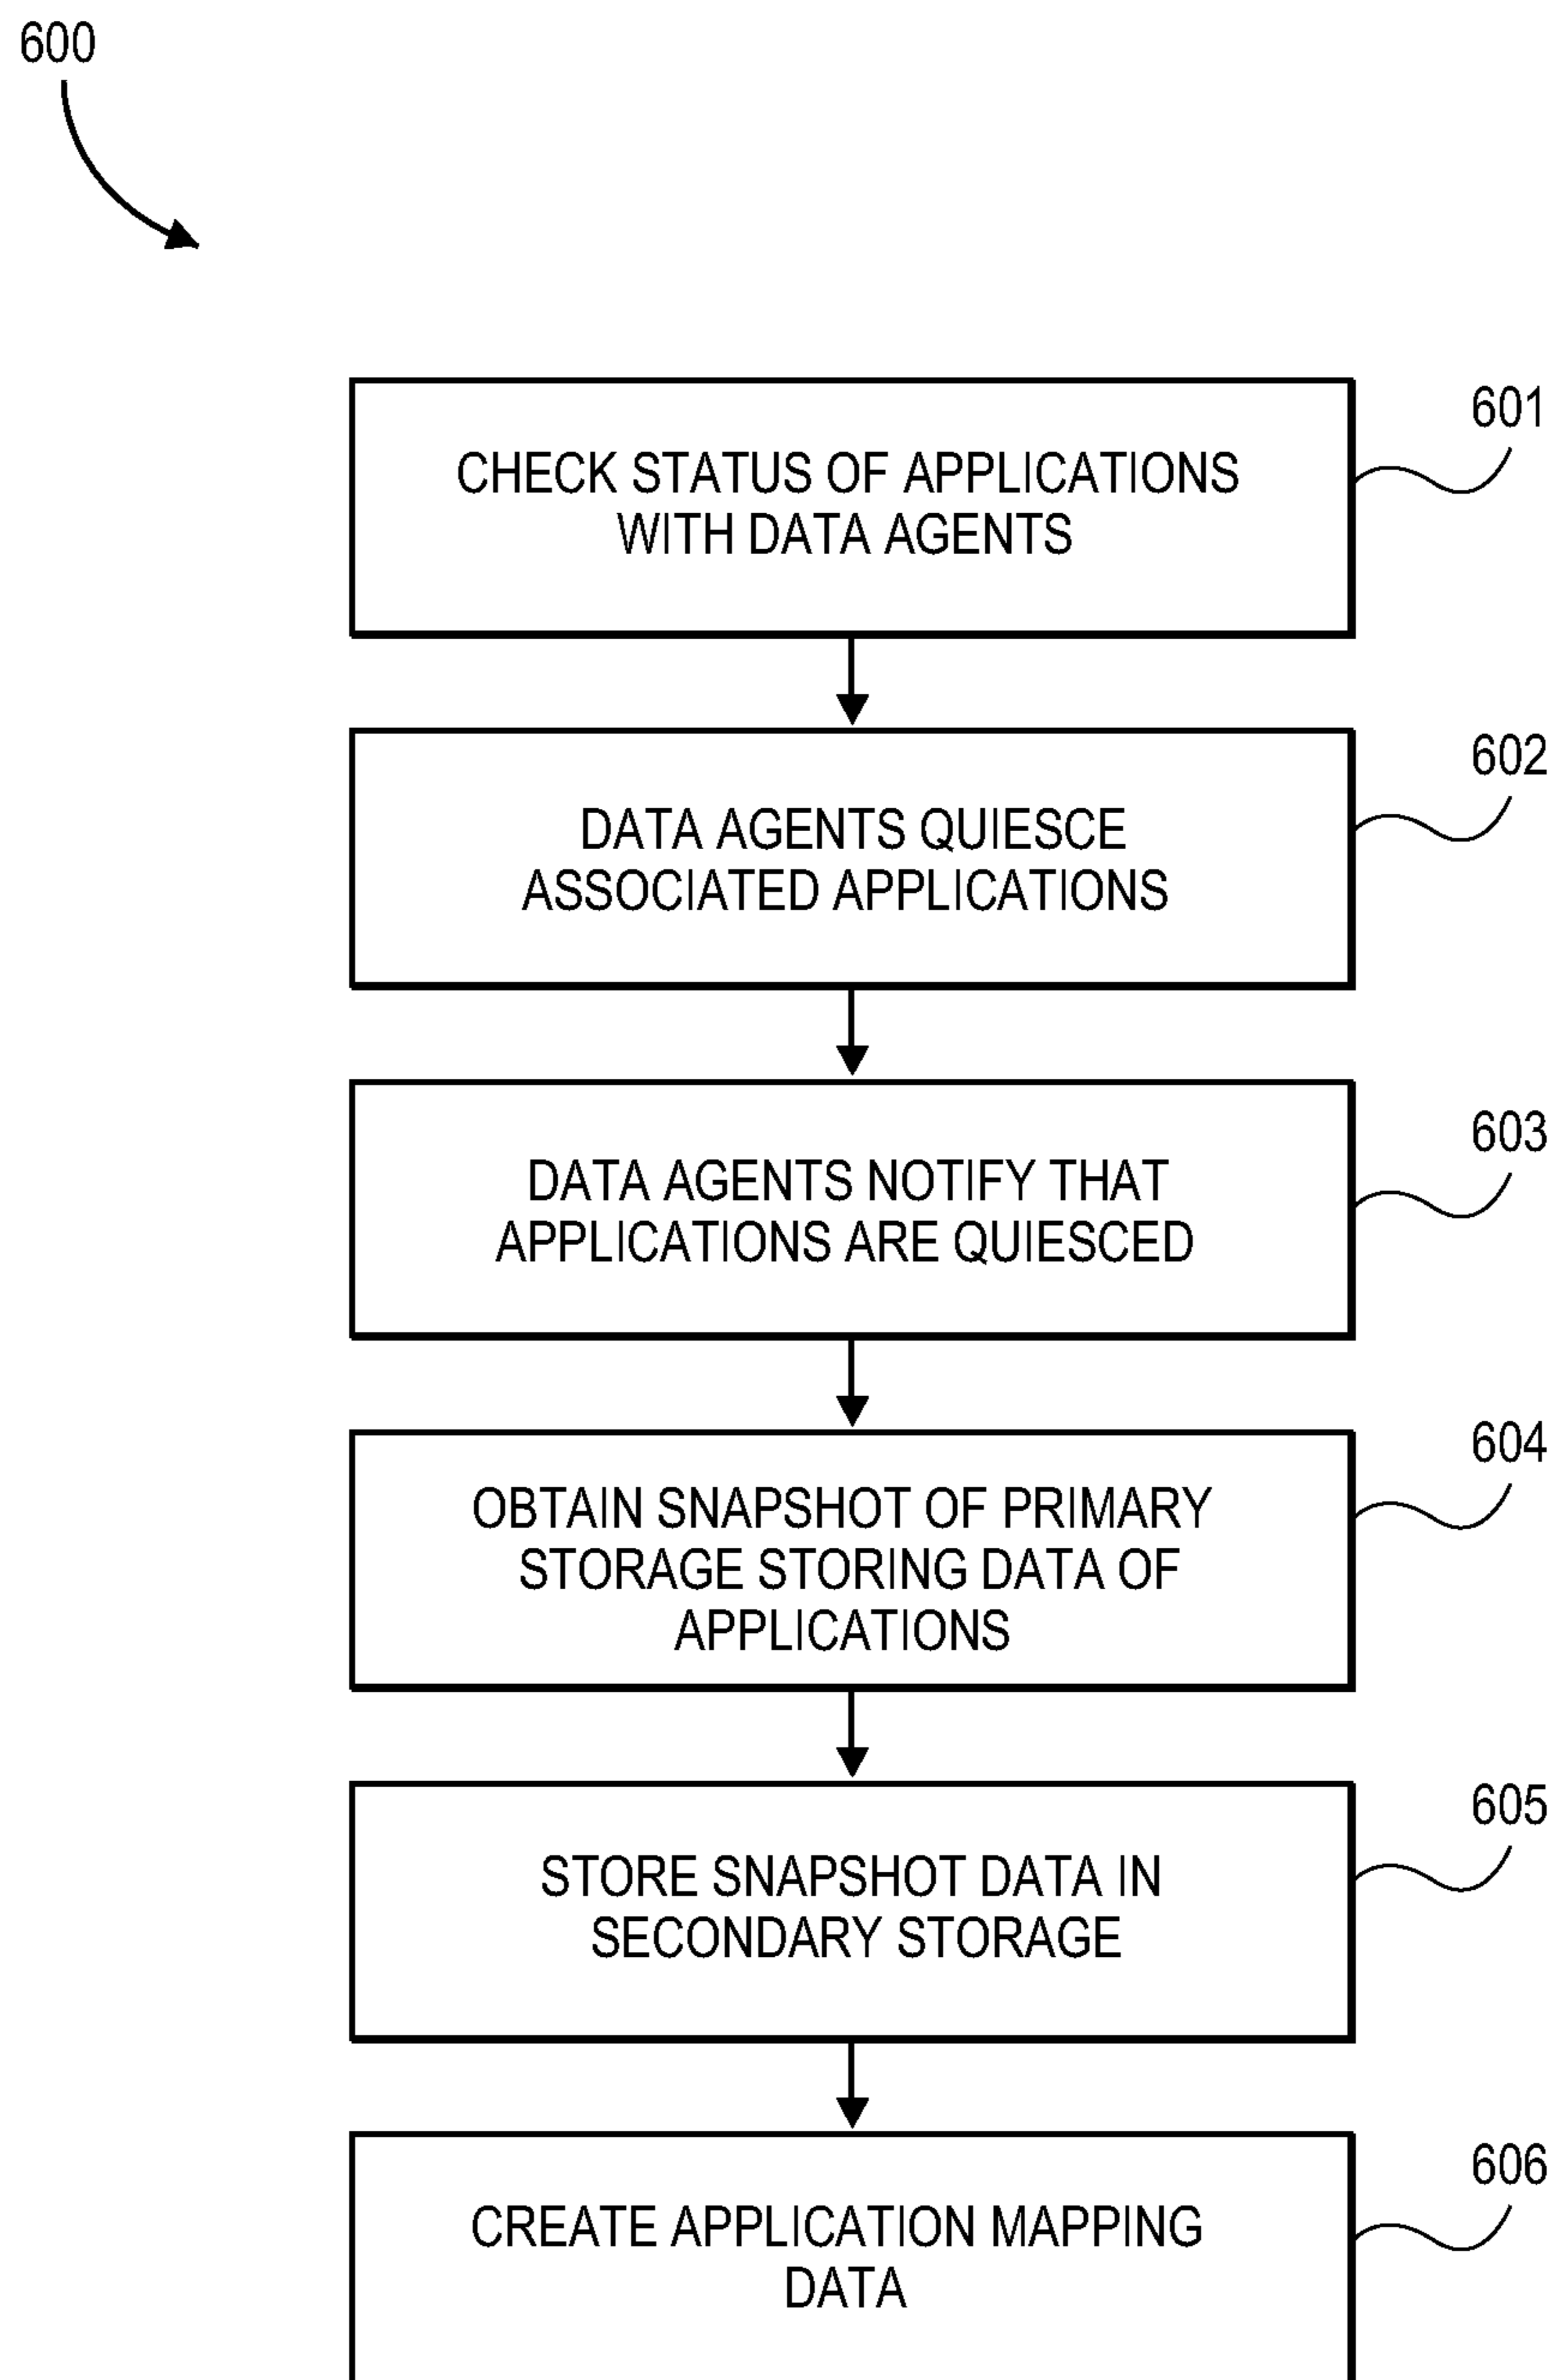 600
CHECK STATUS OF APPLICATIONS
WITH DATA AGENTS
601
DATA AGENTS QUIESCE
ASSOCIATED APPLICATIONS
602
DATA AGENTS NOTIFY THAT
APPLICATIONS ARE QUIESCED
603
OBTAIN SNAPSHOT OF PRIMARY
STORAGE STORING DATA OF
APPLICATIONS
604
STORE SNAPSHOT DATA IN
SECONDARY STORAGE
605
CREATE APPLICATION MAPPING
DATA
606